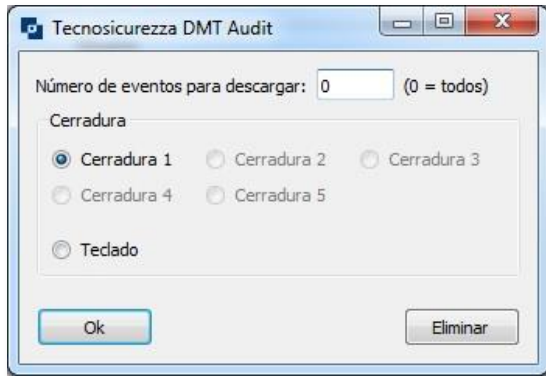 Tecnosicurezza DMT Audit
Número de eventos para descargar: 0 (0 = todos)
Cerradura
Cerradura 1 Cerradura 2 Cerradura 3
Cerradura 4 Cerradura 5
Teclado
Ok Eliminar